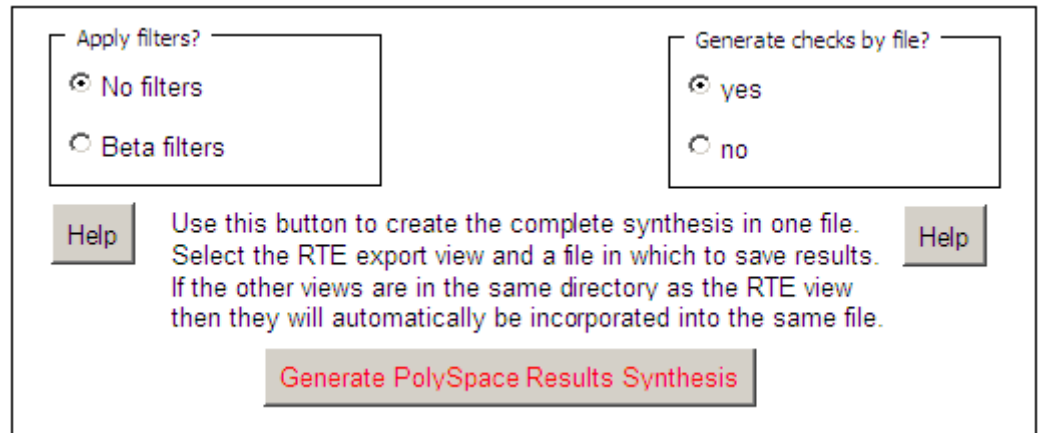 Apply filters?
No filters
Beta filters
Generate checks by file?
yes
no
Help
Use this button to create the complete synthesis in one file.
Select the RTE export view and a file in which to save results.
If the other views are in the same directory as the RTE view
then they will automatically be incorporated into the same file.
Help
Generate PolySpace Results Synthesis